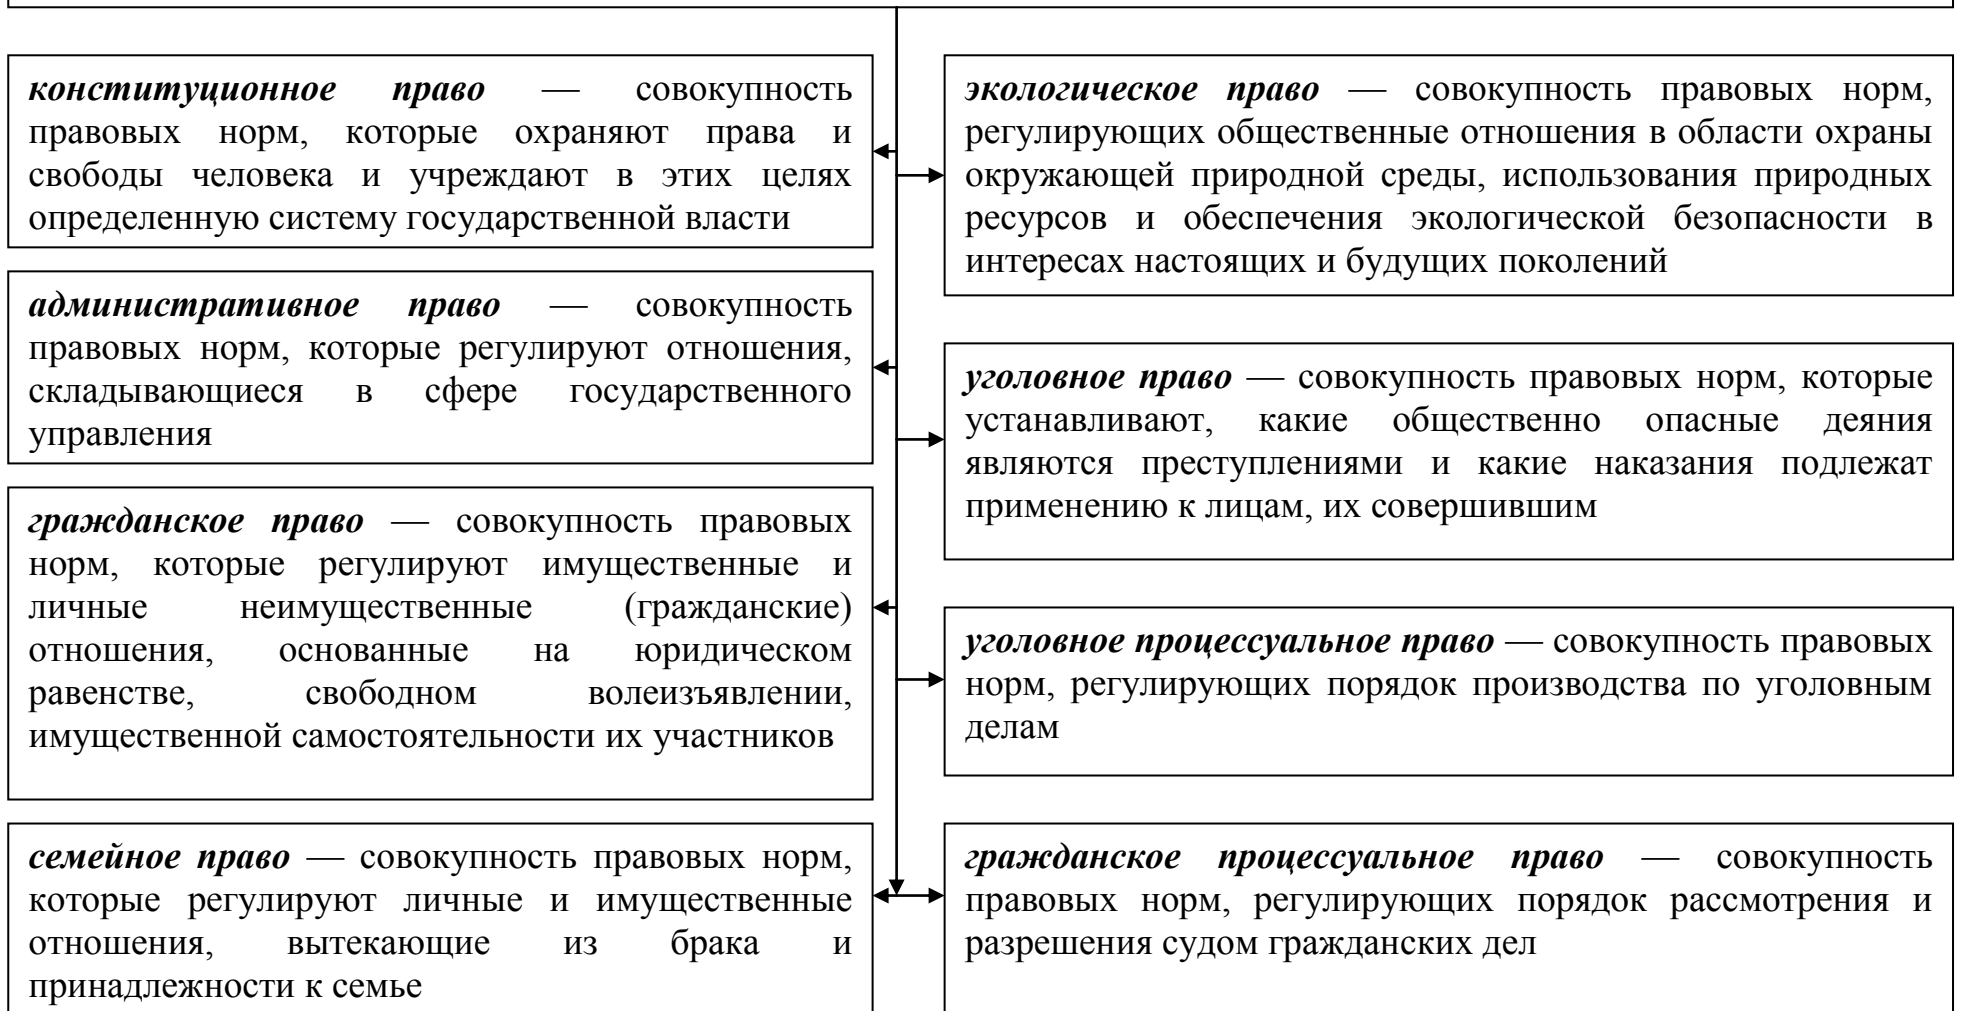 конституционное право — совокупность
правовых норм, которые охраняют права и
свободы человека и учреждают в этих целях
определенную систему государственной власти
административное право — совокупность
правовых норм, которые регулируют отношения,
складывающиеся в сфере государственного
управления
гражданское право — совокупность правовых
норм, которые регулируют имущественные и
личные неимущественные (гражданские)
отношения, основанные на юридическом
равенстве, свободном волеизъявлении,
имущественной самостоятельности их участников
семейное право — совокупность правовых норм,
которые регулируют личные и имущественные
отношения, вытекающие из брака и
принадлежности к семье
экологическое право — совокупность правовых норм,
регулирующих общественные отношения в области охраны
окружающей природной среды, использования природных
ресурсов и обеспечения экологической безопасности в
интересах настоящих и будущих поколений
уголовное право — совокупность правовых норм, которые
устанавливают, какие общественно опасные деяния
являются преступлениями и какие наказания подлежат
применению к лицам, их совершившим
уголовное процессуальное право — совокупность правовых
норм, регулирующих порядок производства по уголовным
делам
гражданское процессуальное право — совокупность
правовых норм, регулирующих порядок рассмотрения и
разрешения судом гражданских дел